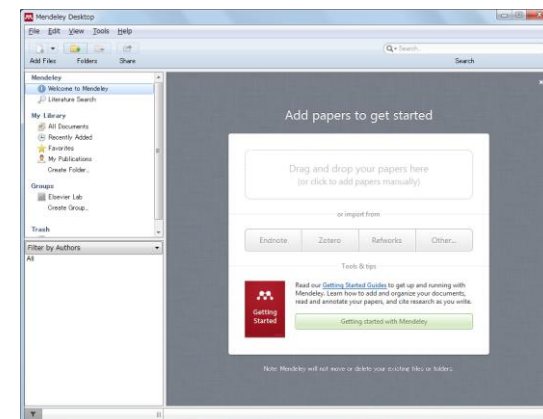 Mendeley Desktop
File Edit View Tools Help
Add Files Folders Share
Search...
Search
Mendeley
Welcome to Mendeley
Literature Search
My Library
All Documents
Recently Added
Favorites
My Publications
Create Folder...
Groups
Elsevier Lab
Create Group...
Trash
Filter by Authors
All
Add papers to get started
Drag and drop your papers here
(or click to add papers manually)
or import from
Endnote Zotero Refworks Other...
Tools & tips
Getting
Started
Read our Getting Started Guides to get up and running with
Mendeley. Learn how to add and organize your documents,
read and annotate your papers, and cite research as you write.
Getting started with Mendeley
Note: Mendeley will not move or delete your existing files or folders.